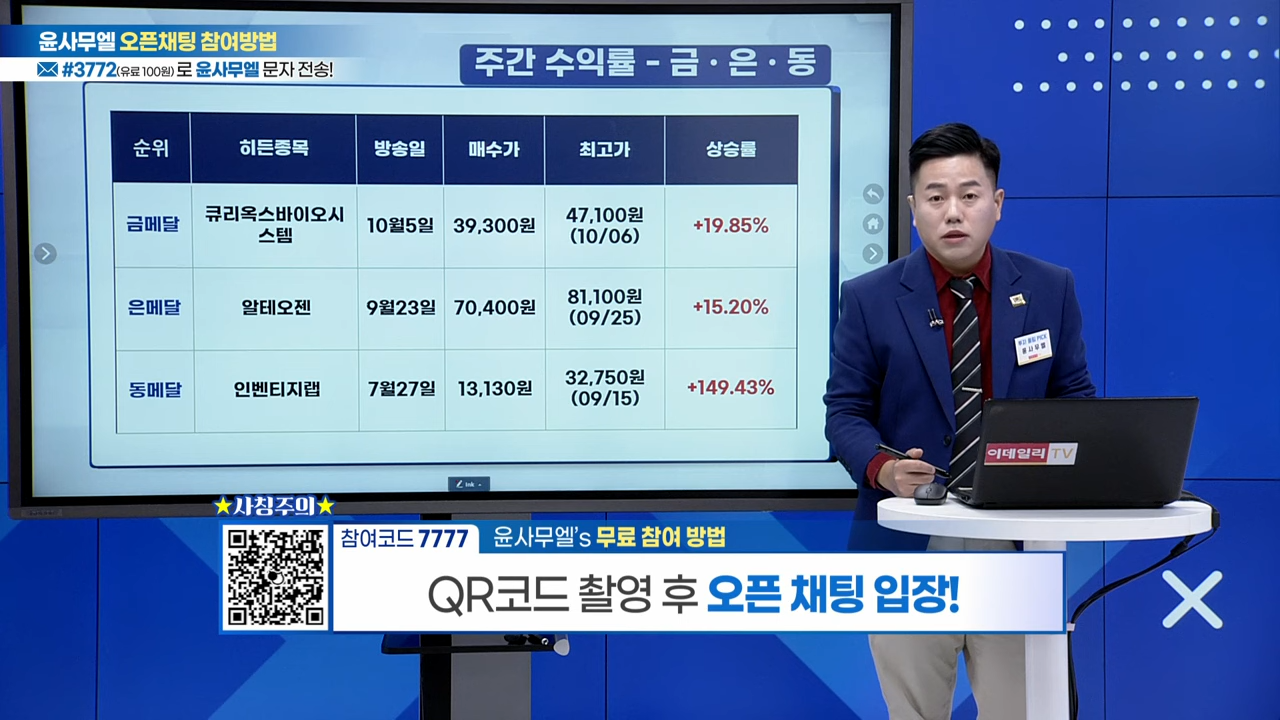 윤사무엘 오픈채팅 참여방법
#3772(유료 100원) 로 윤사무엘 문자 전송!
주간 수익률 - 금 · 은 · 동
순위 히든종목 방송일 매수가 최고가 상승률
금메달 큐리옥스바이오시스템 10월5일 39,300원 47,100원 (10/06) +19.85%
은메달 알테오젠 9월23일 70,400원 81,100원 (09/25) +15.20%
동메달 인벤티지랩 7월27일 13,130원 32,750원 (09/15) +149.43%
Ink
윤사무엘
이데일리TV
★사칭주의★
참여코드 7777
윤사무엘's 무료 참여 방법
QR코드 촬영 후 오픈 채팅 입장!